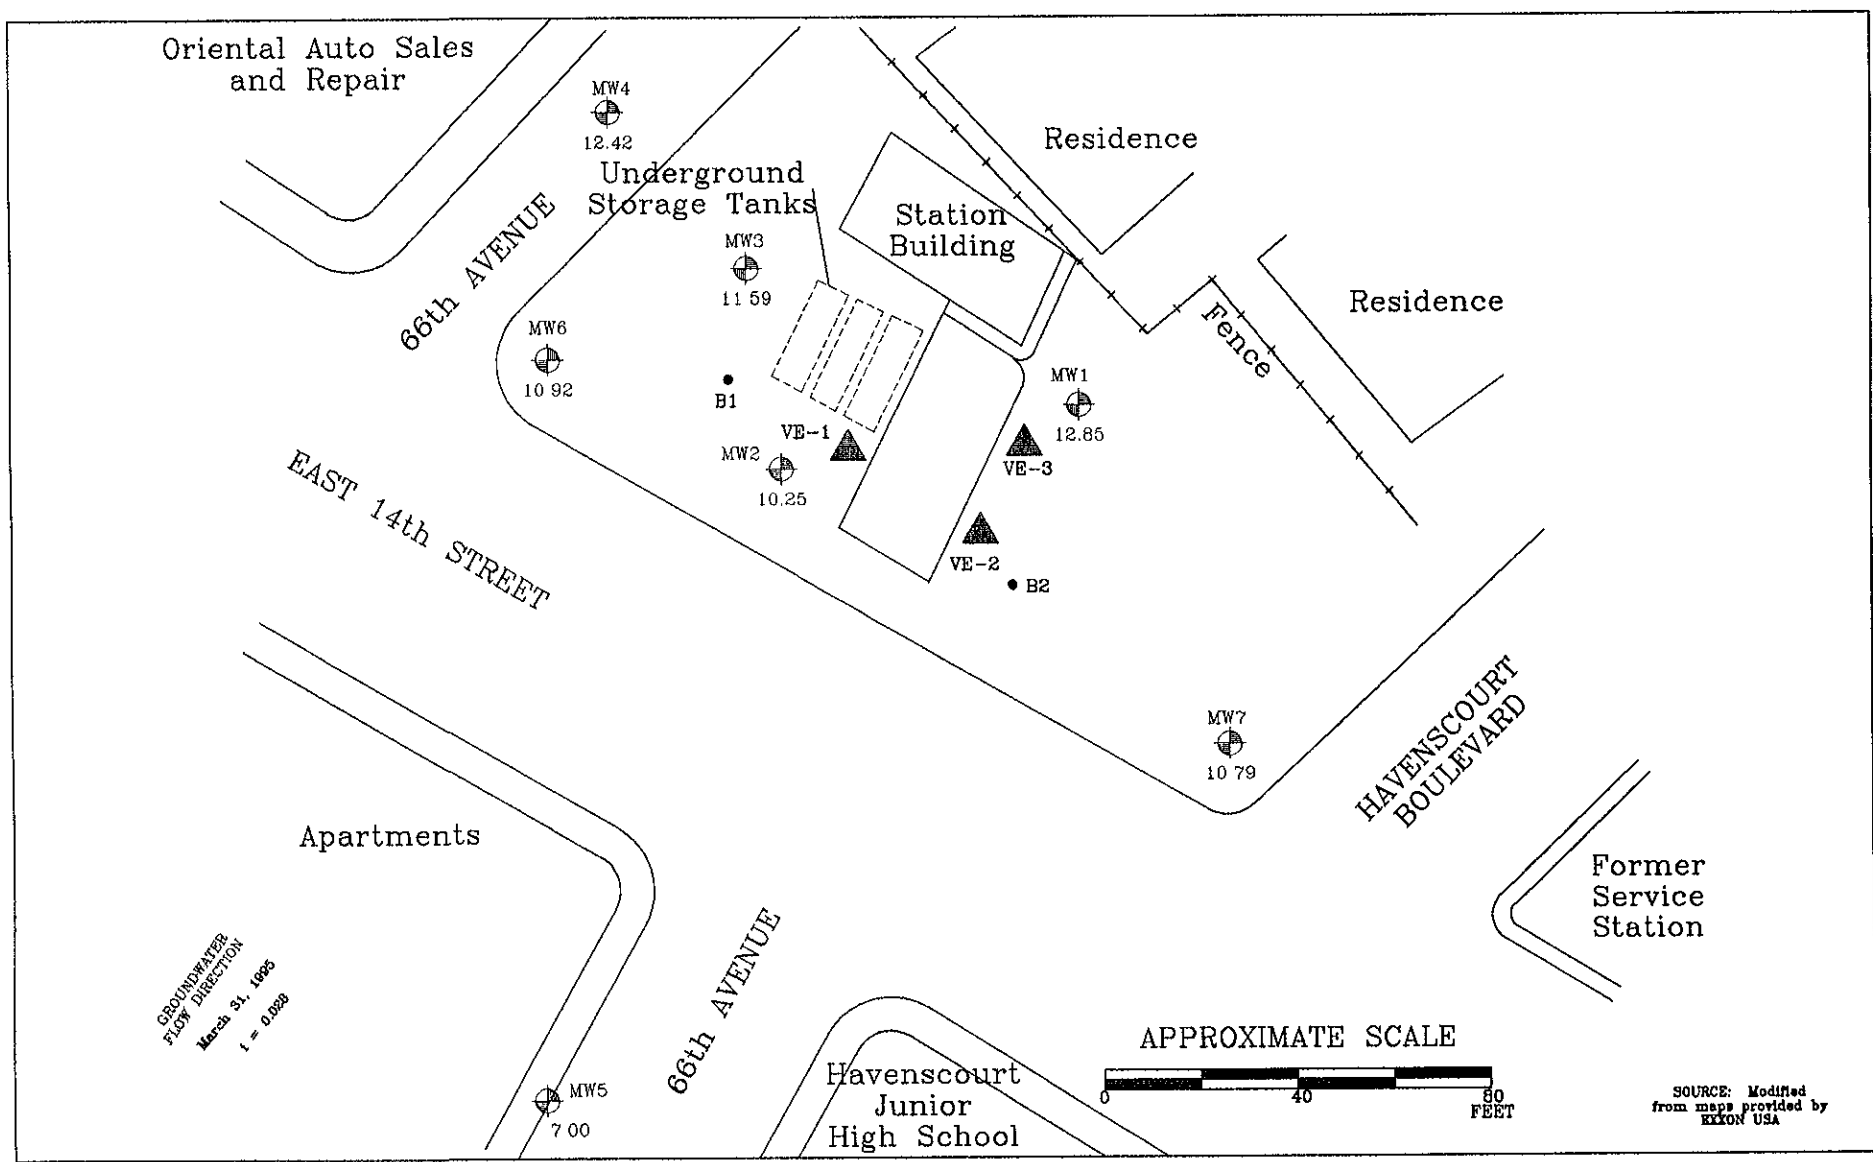 Oriental Auto Sales
and Repair
MW4
12.42
Underground
Storage Tanks
Residence
Station
Building
66th AVENUE
MW3
11 59
Residence
Fence
MW6
10 92
B1
MW1
12.85
VE-1
MW2
10.25
VE-3
VE-2
B2
EAST 14th STREET
MW7
10 79
HAVENSCOURT
BOULEVARD
Apartments
Former
Service
Station
GROUNDWATER
FLOW DIRECTION
March 31, 1995
i = 0.028
66th AVENUE
MW5
7 00
Havenscourt
Junior
High School
APPROXIMATE SCALE
0 40 80
FEET
SOURCE: Modified
from maps provided by
EXXON USA